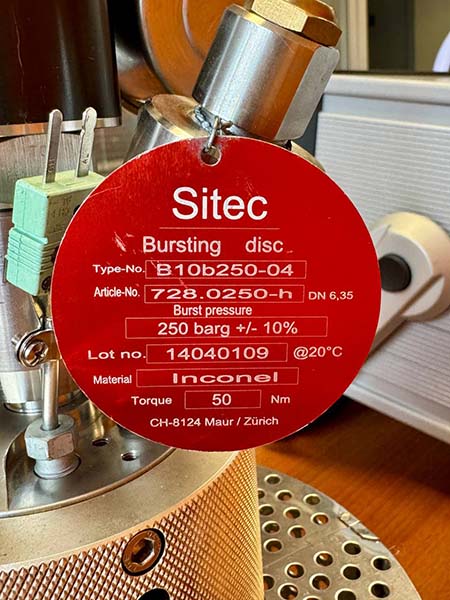 Sitec
Bursting disc
Type-No. B10b250-04
Article-No. 728.0250-h DN 6,35
Burst pressure
250 barg +/- 10%
Lot no. 14040109 @20°C
Material Inconel
Torque 50 Nm
CH-8124 Maur / Zürich